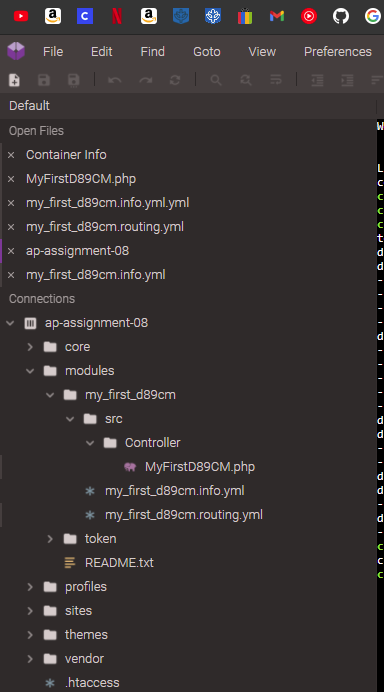 File Edit Find Goto View Preferences
Default
Open Files
Container Info
MyFirstD89CM.php
my_first_d89cm.info.yml.yml
my_first_d89cm.routing.yml
ap-assignment-08
my_first_d89cm.info.yml
Connections
ap-assignment-08
core
modules
my_first_d89cm
src
Controller
MyFirstD89CM.php
my_first_d89cm.info.yml
my_first_d89cm.routing.yml
token
README.txt
profiles
sites
themes
vendor
.htaccess